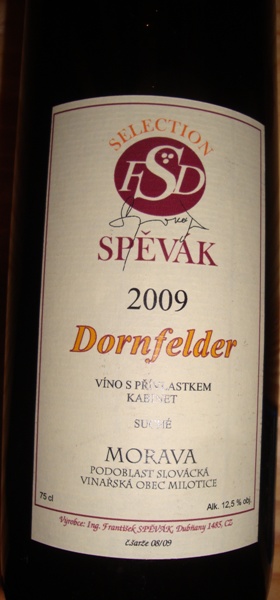 SELECTION
FSD
SPĚVÁK
2009
Dornfelder
VÍNO S PŘÍVLASTKEM
KABINET
SUCHÉ
MORAVA
PODOBLAST SLOVÁCKÁ
VINAŘSKÁ OBEC MILOTICE
75 cl
Alk. 12,5 % obj.
Výrobce: Ing. František SPĚVÁK, Dubňany 1485, CZ
č.šarže 08/09